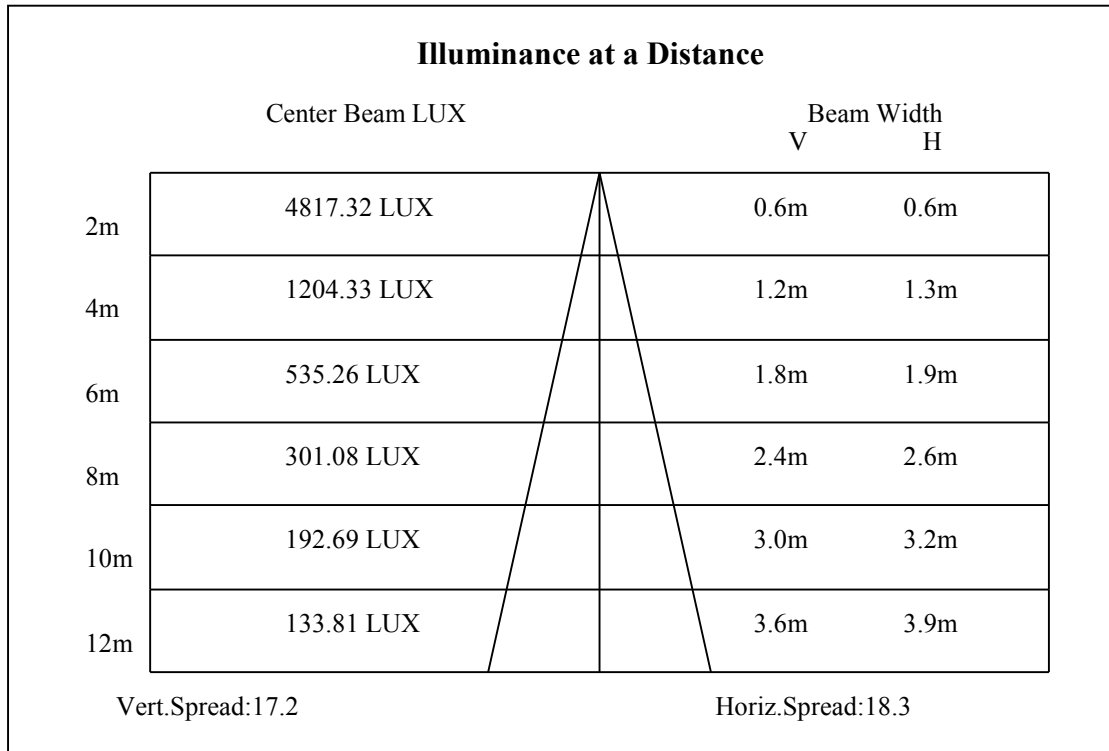 Illuminance at a Distance
Center Beam LUX Beam Width
V H
2m 4817.32 LUX 0.6m 0.6m
4m 1204.33 LUX 1.2m 1.3m
6m 535.26 LUX 1.8m 1.9m
8m 301.08 LUX 2.4m 2.6m
10m 192.69 LUX 3.0m 3.2m
12m 133.81 LUX 3.6m 3.9m
Vert.Spread:17.2 Horiz.Spread:18.3